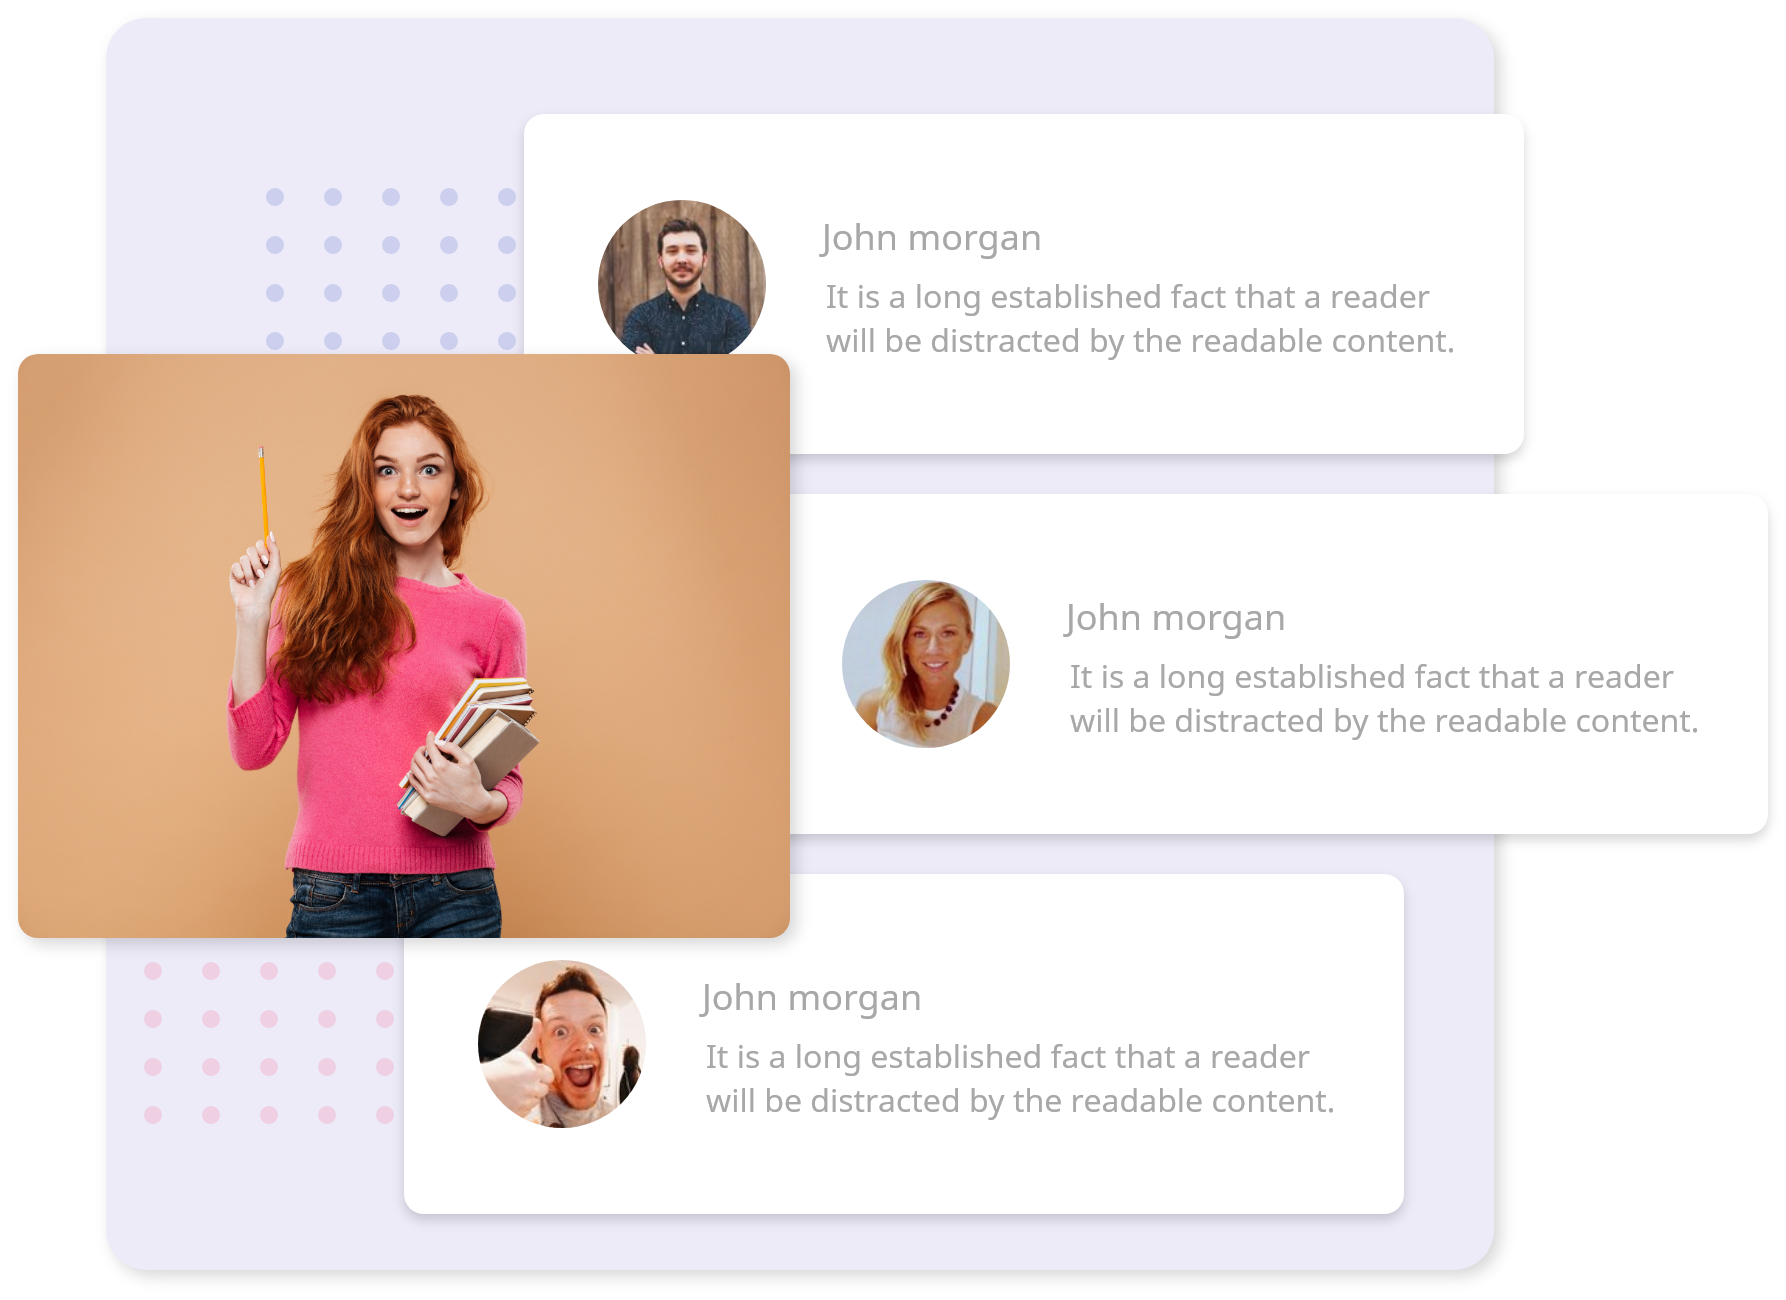 John morgan
It is a long established fact that a reader
will be distracted by the readable content.
John morgan
It is a long established fact that a reader
will be distracted by the readable content.
John morgan
It is a long established fact that a reader
will be distracted by the readable content.